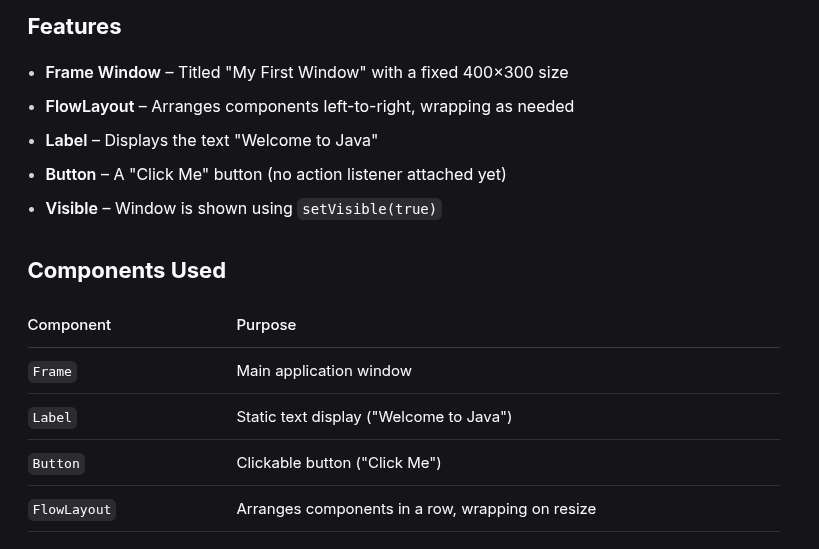 Features
• Frame Window – Titled "My First Window" with a fixed 400×300 size
• FlowLayout – Arranges components left-to-right, wrapping as needed
• Label – Displays the text "Welcome to Java"
• Button – A "Click Me" button (no action listener attached yet)
• Visible – Window is shown using setVisible(true)
Components Used
Component Purpose
Frame Main application window
Label Static text display ("Welcome to Java")
Button Clickable button ("Click Me")
FlowLayout Arranges components in a row, wrapping on resize